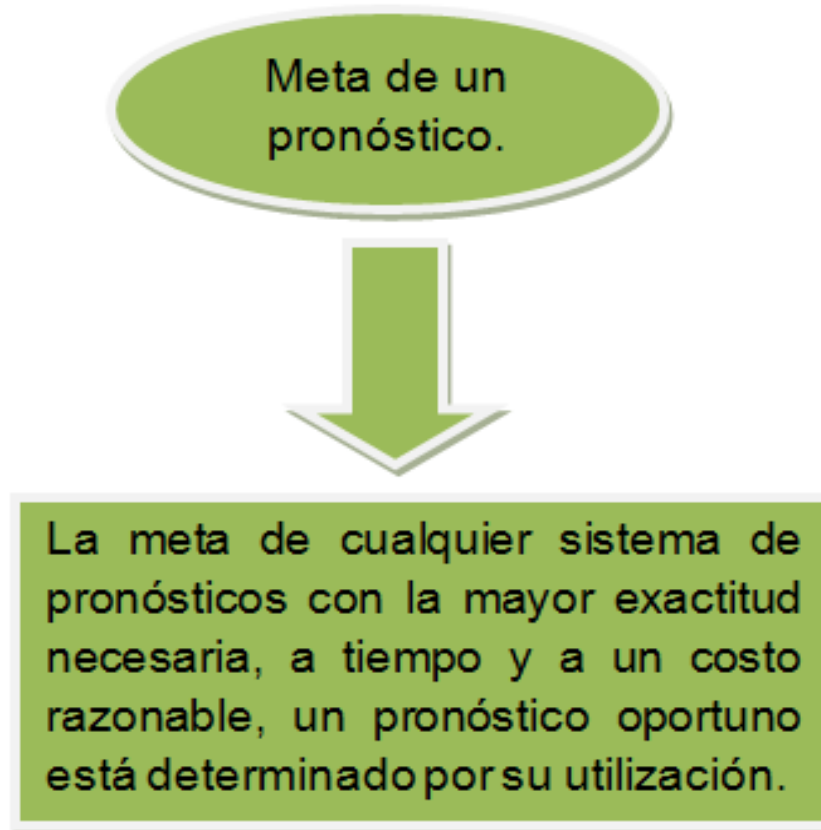 Meta de un
pronóstico.
La meta de cualquier sistema de
pronósticos con la mayor exactitud
necesaria, a tiempo y a un costo
razonable, un pronóstico oportuno
está determinado por su utilización.